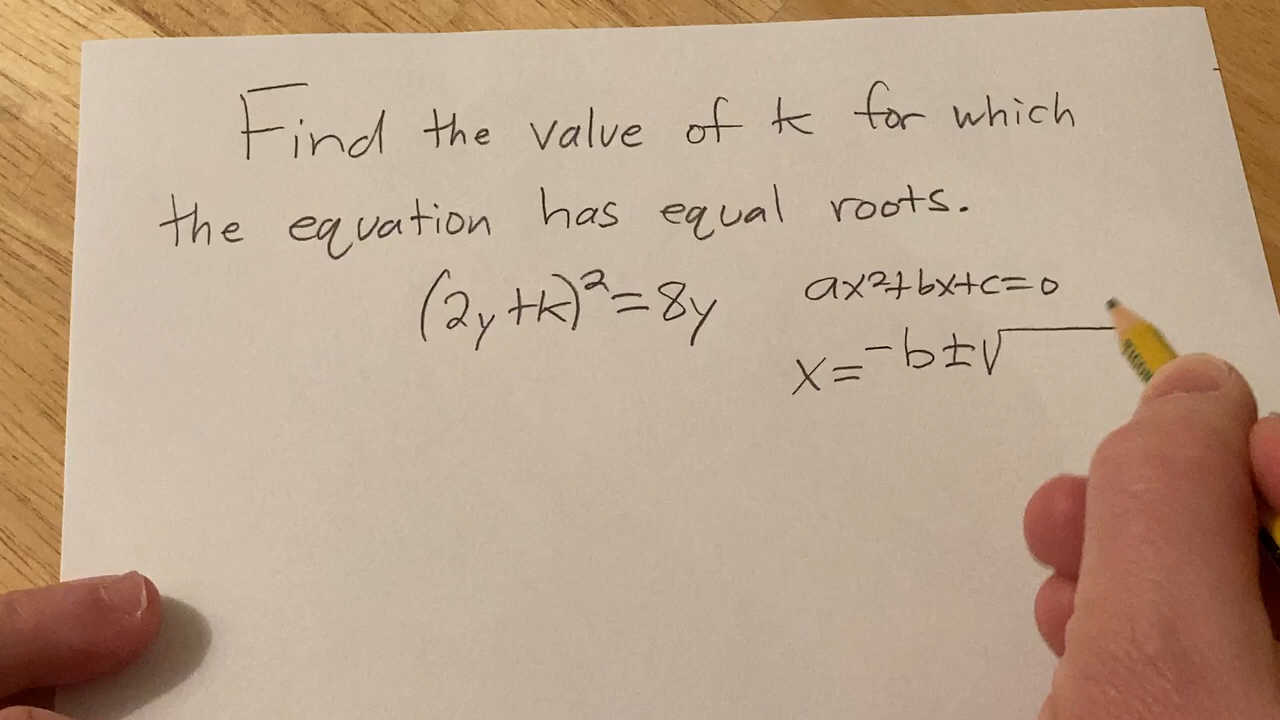 Find the value of k for which
the equation has equal roots.
(2y+k)²=8y
ax²+bx+c=0
x=-b±√